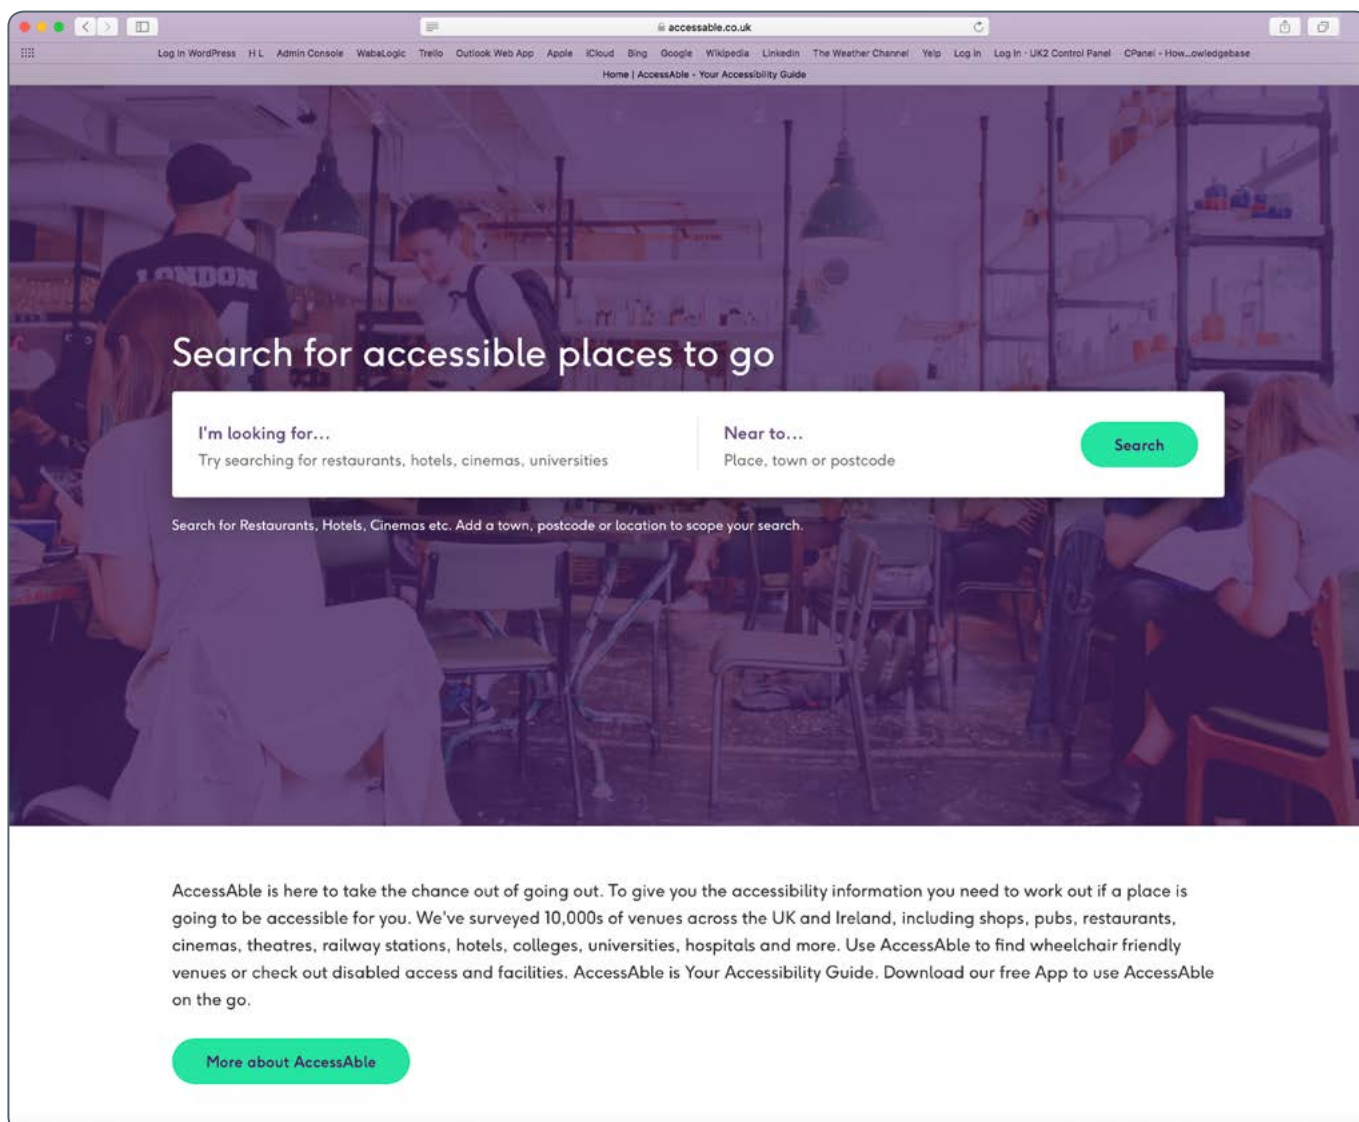 accessable.co.uk
Log in WordPress H L Admin Console WabaLogic Trello Outlook Web App Apple iCloud Bing Google Wikipedia LinkedIn The Weather Channel Yelp Log in Log In - UK2 Control Panel CPanel - How...owledgebase
Home | AccessAble - Your Accessibility Guide
LONDON
Search for accessible places to go
I'm looking for... Near to...
Try searching for restaurants, hotels, cinemas, universities Place, town or postcode
Search
Search for Restaurants, Hotels, Cinemas etc. Add a town, postcode or location to scope your search.
AccessAble is here to take the chance out of going out. To give you the accessibility information you need to work out if a place is
going to be accessible for you. We've surveyed 10,000s of venues across the UK and Ireland, including shops, pubs, restaurants,
cinemas, theatres, railway stations, hotels, colleges, universities, hospitals and more. Use AccessAble to find wheelchair friendly
venues or check out disabled access and facilities. AccessAble is Your Accessibility Guide. Download our free App to use AccessAble
on the go.
More about AccessAble